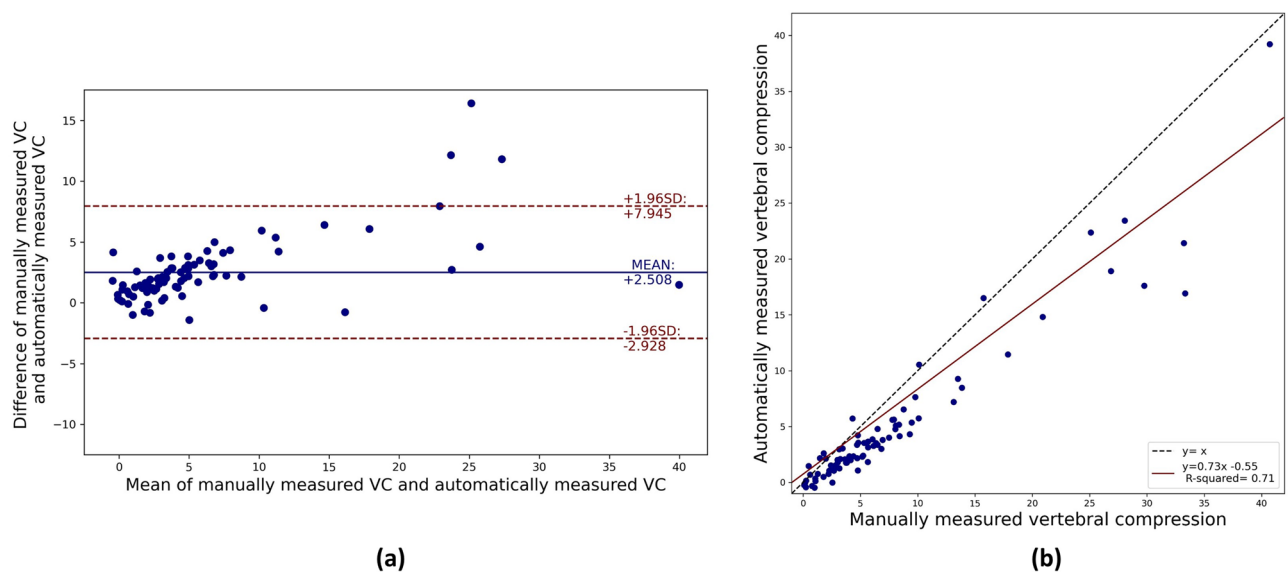 Difference of manually measured VC
and automatically measured VC
15
10
5
0
−5
−10
+1.96SD:
+7.945
MEAN:
+2.508
-1.96SD:
-2.928
0 5 10 15 20 25 30 35 40
Mean of manually measured VC and automatically measured VC
(a)
Automatically measured vertebral compression
40
35
30
25
20
15
10
5
0
y= x
y=0.73x -0.55
R-squared= 0.71
0 5 10 15 20 25 30 35 40
Manually measured vertebral compression
(b)